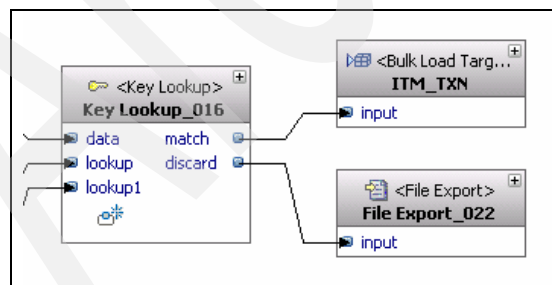 <Key Lookup>
Key Lookup_016
data match
lookup discard
lookup1
<Bulk Load Targ...
ITM_TXN
input
<File Export>
File Export_022
input